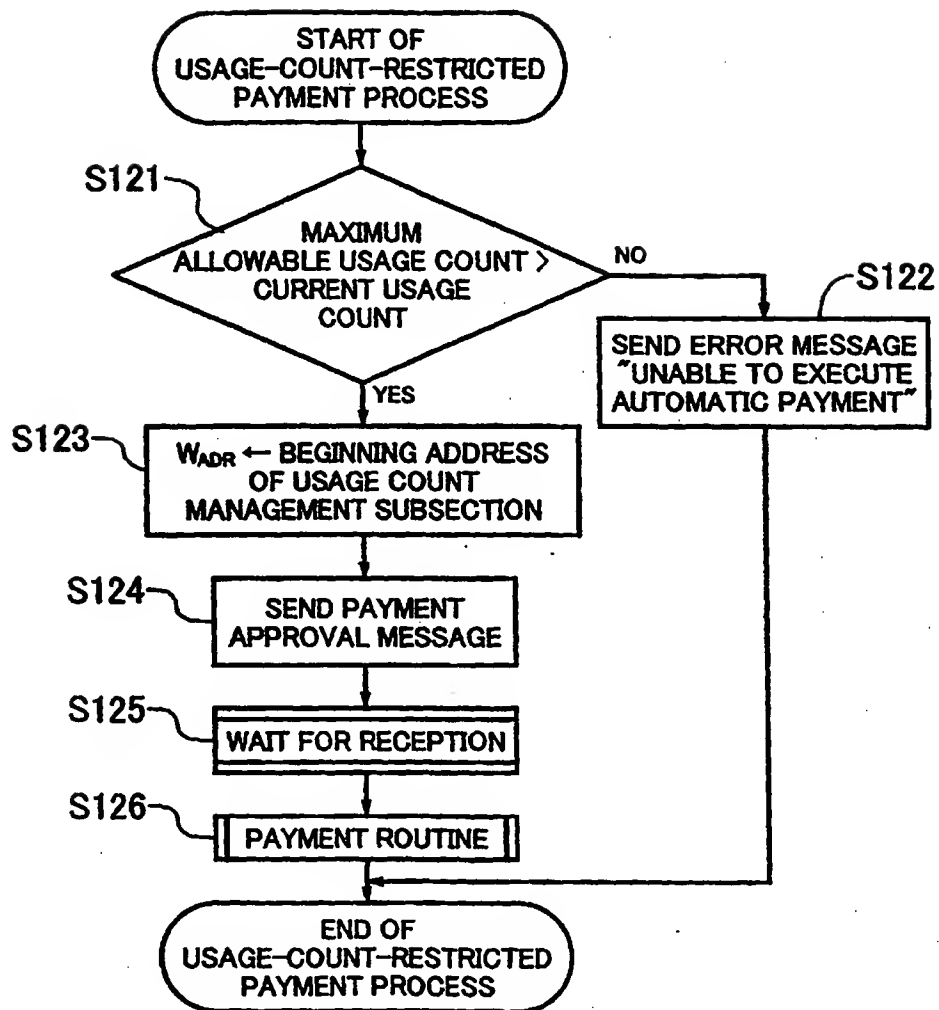 START OF
USAGE-COUNT-RESTRICTED
PAYMENT PROCESS
S121
MAXIMUM
ALLOWABLE USAGE COUNT >
CURRENT USAGE
COUNT
NO
S122
SEND ERROR MESSAGE
"UNABLE TO EXECUTE
AUTOMATIC PAYMENT"
YES
S123
WADR ← BEGINNING ADDRESS
OF USAGE COUNT
MANAGEMENT SUBSECTION
S124
SEND PAYMENT
APPROVAL MESSAGE
S125
WAIT FOR RECEPTION
S126
PAYMENT ROUTINE
END OF
USAGE-COUNT-RESTRICTED
PAYMENT PROCESS